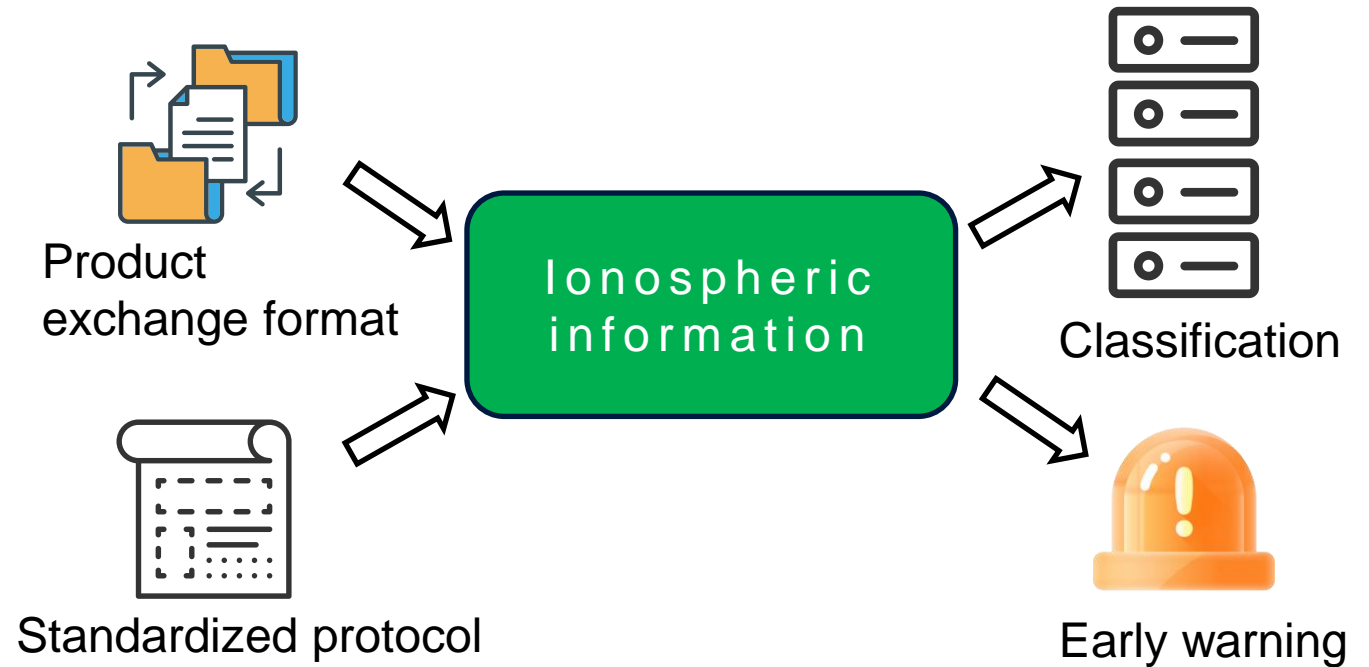 Product
exchange format
Standardized protocol
Ionospheric
information
Classification
Early warning